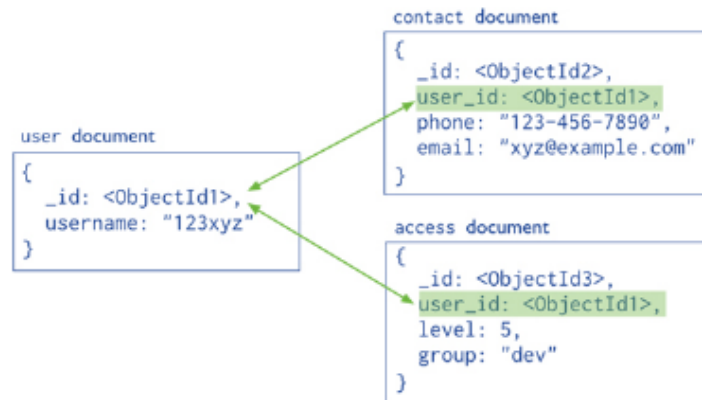 user document
{
_id: <ObjectId1>,
username: "123xyz"
}
contact document
{
_id: <ObjectId2>,
user_id: <ObjectId1>,
phone: "123-456-7890",
email: "xyz@example.com"
}
access document
{
_id: <ObjectId3>,
user_id: <ObjectId1>,
level: 5,
group: "dev"
}